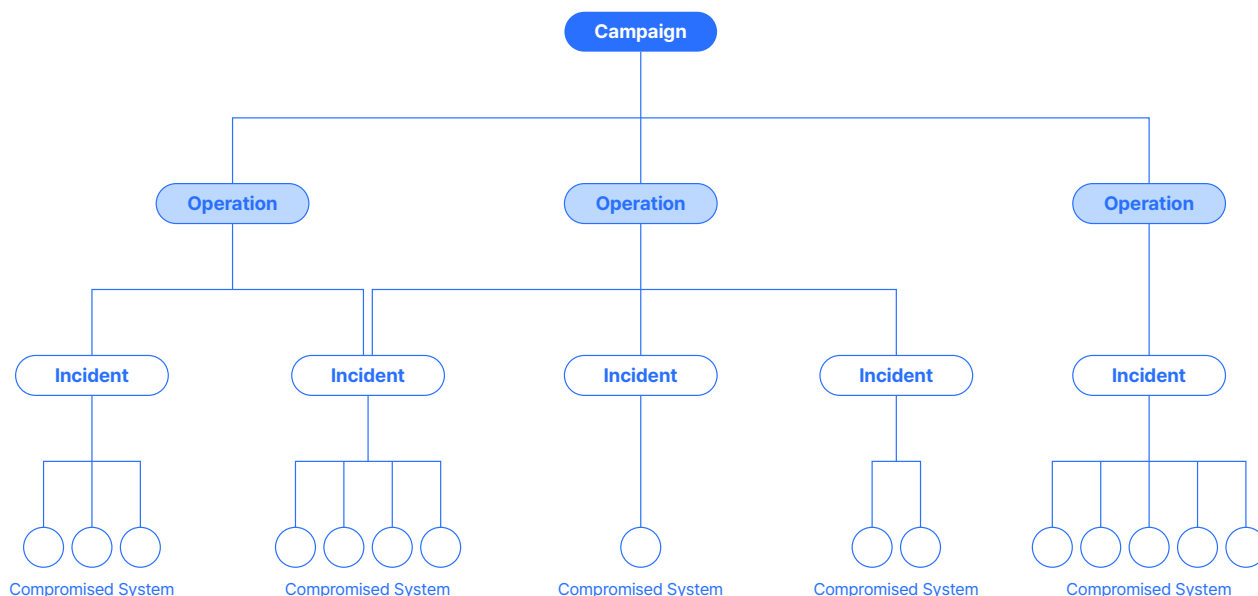 Campaign
Operation
Operation
Operation
Incident
Incident
Incident
Incident
Incident
Compromised System
Compromised System
Compromised System
Compromised System
Compromised System